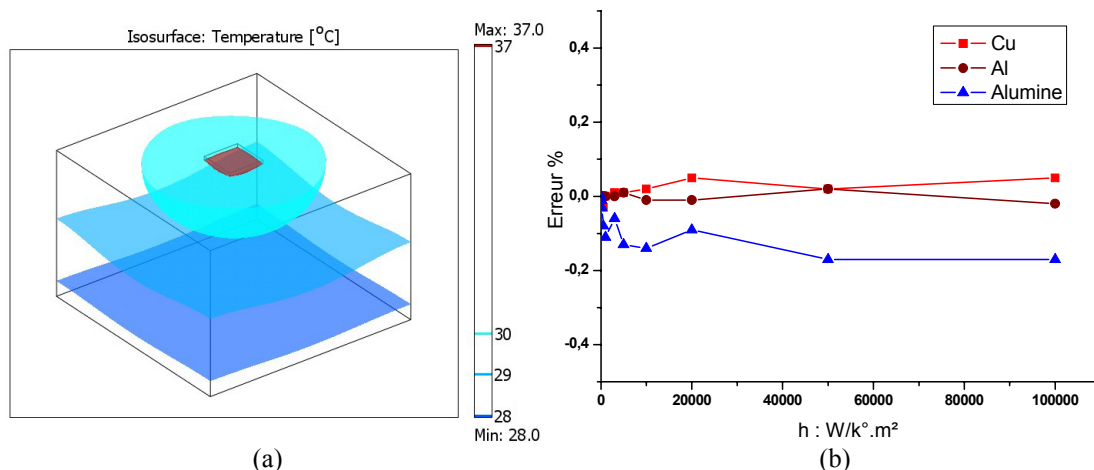 Isosurface: Temperature [°C]
Max: 37.0
37
30
29
28
Min: 28.0
(a)
Cu
Al
Alumine
Erreur %
0,4
0,2
0,0
-0,2
-0,4
0
20000
40000
60000
80000
100000
h : W/k°.m²
(b)